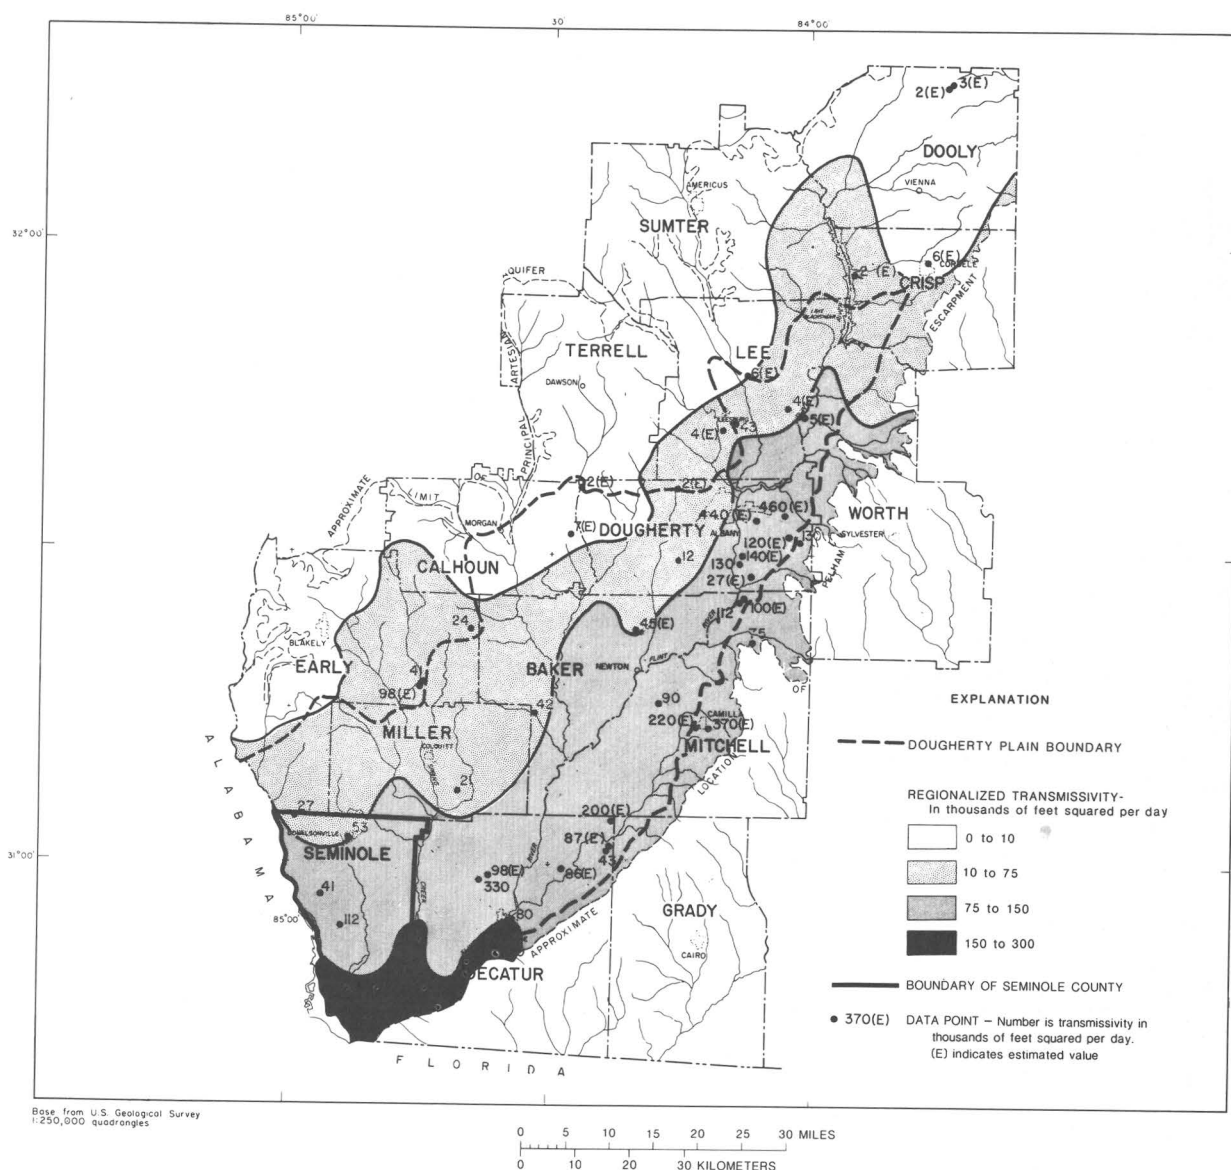 85°00'
30
84°00'
3(E)
2(E)
DOOLY
VIENNA
AMERICUS
SUMTER
32°00'
6(E)
CORDELE
2 (E)
CRISP
QUIFER
ESCARPMENT
ARTESIAN
TERRELL
LEE
DAWSON
6(E)
4(E)
5(E)
43
4(E)
PRINCIPAL
APPROXIMATE
LIMIT
OF
2(E)
2(E)
MORGAN
7(E)
DOUGHERTY
440(E)
460(E)
WORTH
ALBANY
SYLVESTER
120(E)
130
12
140(E)
130
CALHOUN
27(E)
PELHAM
100(E)
112
24
45(E)
RIVER
75
BLAKELY
EARLY
BAKER
NEWTON
FLINT
OF
98(E)
42
90
EXPLANATION
220(E)
CAMILLA
370(E)
MILLER
MITCHELL
DOUGHERTY PLAIN BOUNDARY
COLQUITT
LOCATION
21
REGIONALIZED TRANSMISSIVITY-
In thousands of feet squared per day
27
200(E)
0 to 10
DONALSONVILLE
53
87(E)
SEMINOLE
43
10 to 75
31°00'
98(E)
86(E)
330
RIVER
ALABAMA
41
CREEK
75 to 150
80
GRADY
85°00'
112
APPROXIMATE
150 to 300
CAIRO
DECATUR
BOUNDARY OF SEMINOLE COUNTY
370(E)
DATA POINT – Number is transmissivity in
thousands of feet squared per day.
(E) indicates estimated value
FLORIDA
Base from U.S. Geological Survey
1:250,000 quadrangles
0 5 10 15 20 25 30 MILES
0 10 20 30 KILOMETERS